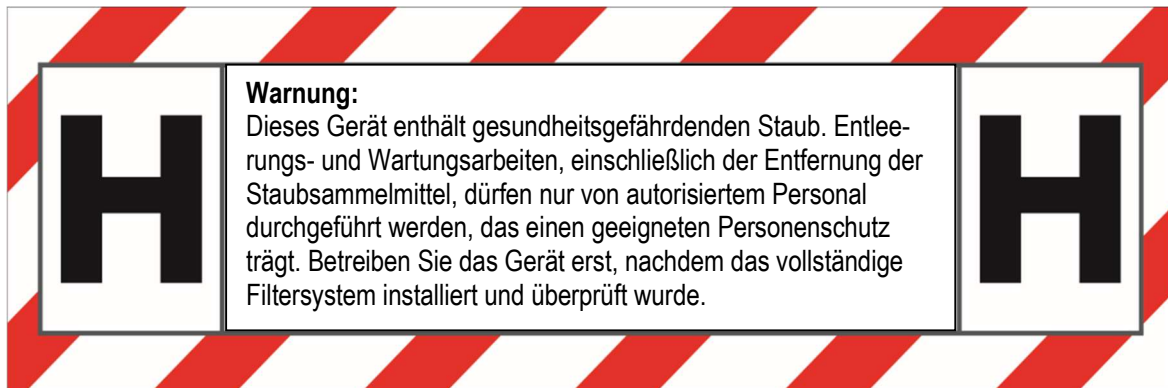 H
Warnung:
Dieses Gerät enthält gesundheitsgefährdenden Staub. Entlee-
rungs- und Wartungsarbeiten, einschließlich der Entfernung der
Staubsammelmittel, dürfen nur von autorisiertem Personal
durchgeführt werden, das einen geeigneten Personenschutz
trägt. Betreiben Sie das Gerät erst, nachdem das vollständige
Filtersystem installiert und überprüft wurde.
H